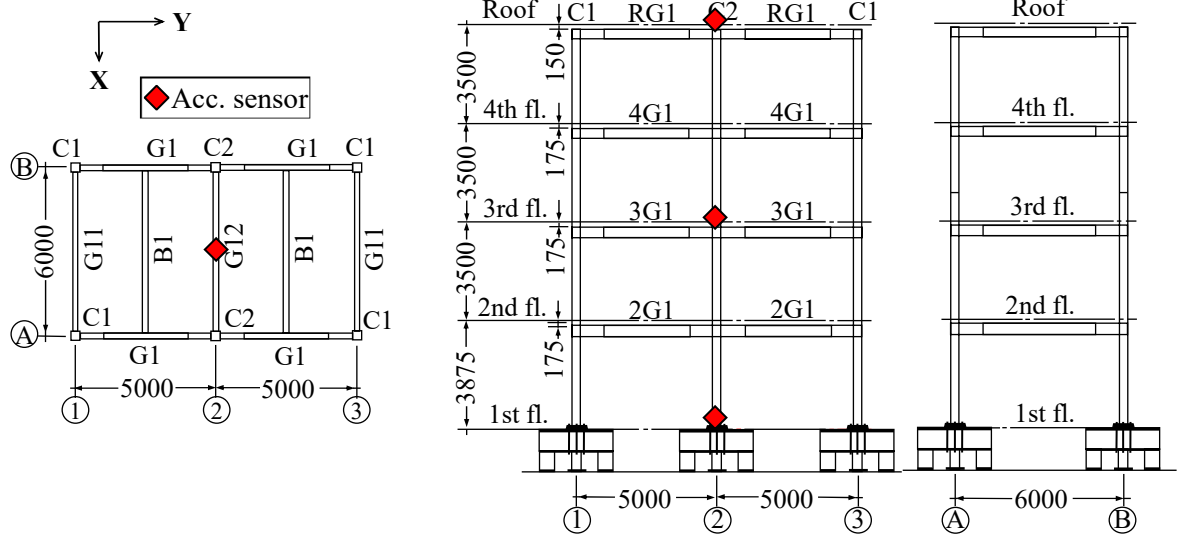 Y
X
Acc. sensor
C1 G1 C2 G1 C1
B
6000
G11 B1 G12 B1 G11
A
C1 C2 C1
G1 G1
5000 5000
1 2 3
Roof C1 RG1 C2 RG1 C1
3500 150
4th fl. 4G1 4G1
3500 175
3rd fl. 3G1 3G1
3500 175
2nd fl. 2G1 2G1
3875 175
1st fl.
5000 5000
1 2 3
Roof
4th fl.
3rd fl.
2nd fl.
1st fl.
6000
A B